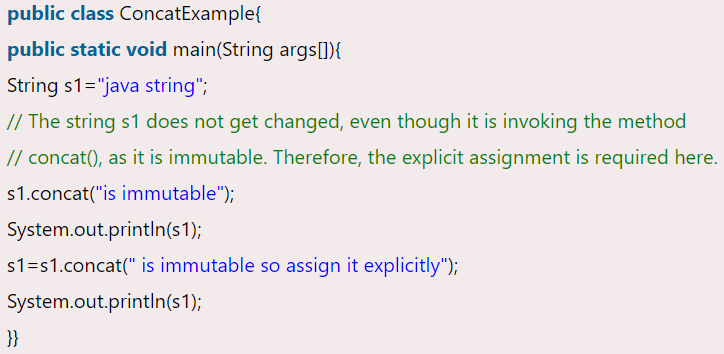 public class ConcatExample{
public static void main(String args[]){
String s1="java string";
// The string s1 does not get changed, even though it is invoking the method
// concat(), as it is immutable. Therefore, the explicit assignment is required here.
s1.concat("is immutable");
System.out.println(s1);
s1=s1.concat(" is immutable so assign it explicitly");
System.out.println(s1);
}}